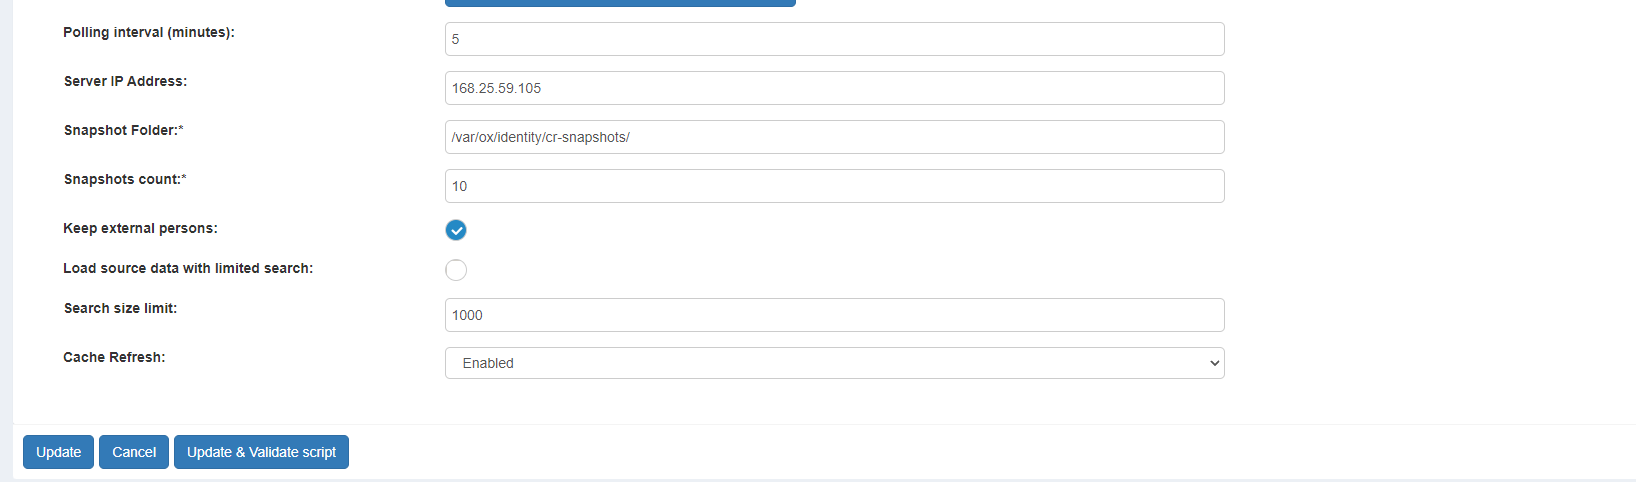 Polling interval (minutes):
5
Server IP Address:
168.25.59.105
Snapshot Folder:*
/var/ox/identity/cr-snapshots/
Snapshots count:*
10
Keep external persons:
Load source data with limited search:
Search size limit:
1000
Cache Refresh:
Enabled
Update Cancel Update & Validate script